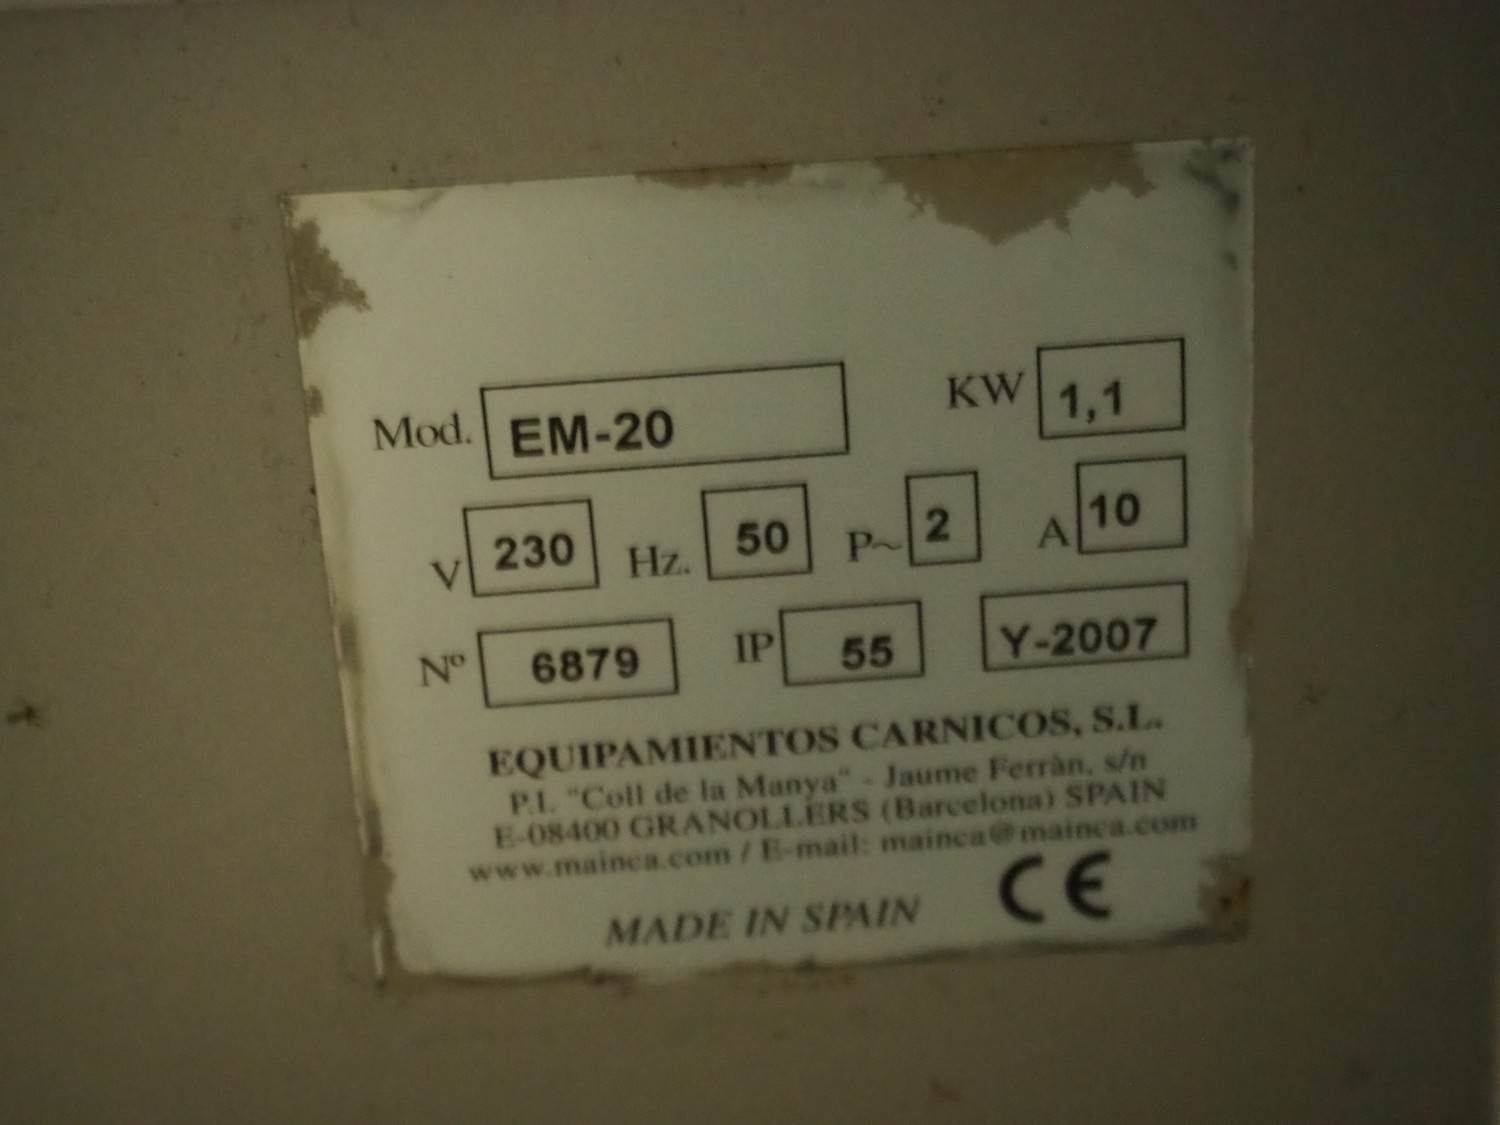 Mod. EM-20 KW 1,1
V 230 Hz. 50 P~ 2 A 10
Nº 6879 IP 55 Y-2007
EQUIPAMIENTOS CARNICOS, S.L.
P.I. "Coll de la Manya" - Jaume Ferràn, s/n
E-08400 GRANOLLERS (Barcelona) SPAIN
www.mainca.com / E-mail: mainca@mainca.com
MADE IN SPAIN CE